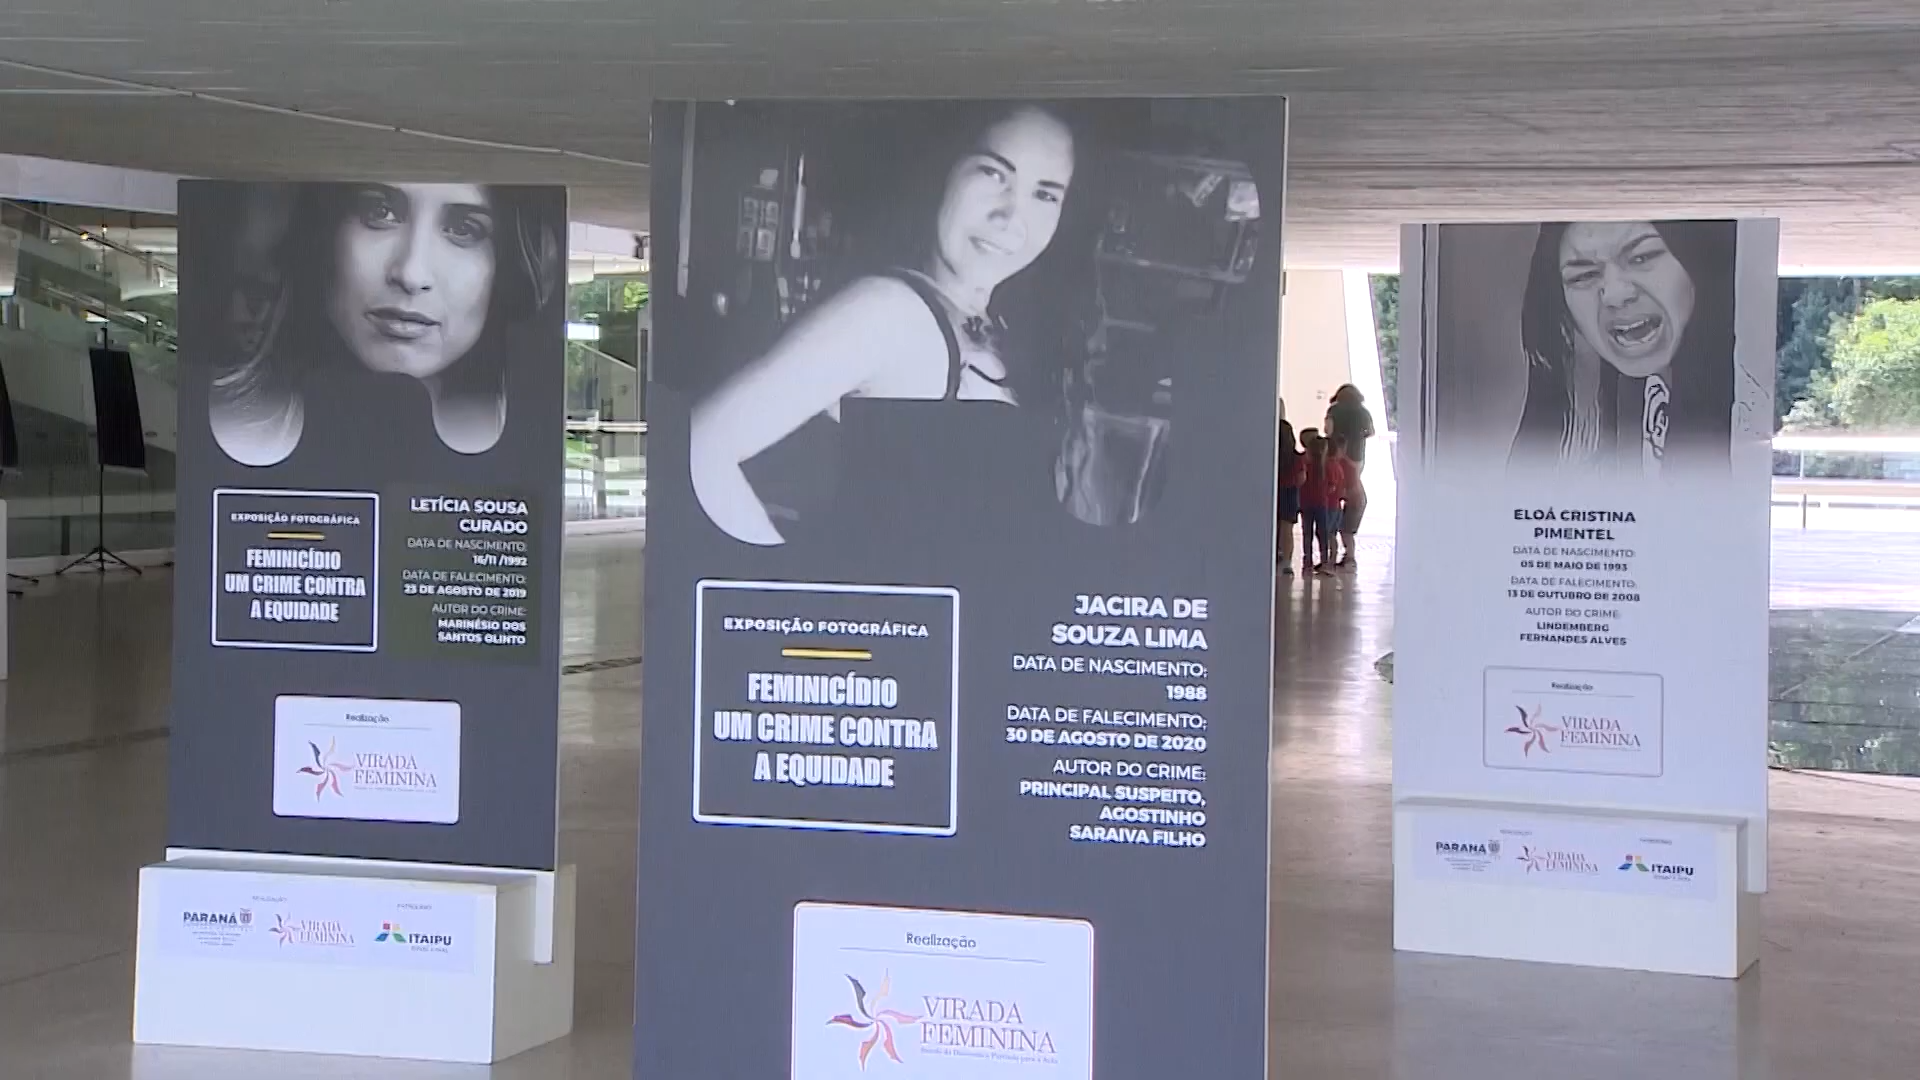 EXPOSIÇÃO FOTOGRÁFICA
FEMINICÍDIO
UM CRIME CONTRA
A EQUIDADE
LETÍCIA SOUSA
CURADO
DATA DE NASCIMENTO:
16/11/1992
DATA DE FALECIMENTO:
23 DE AGOSTO DE 2019
AUTOR DO CRIME:
MARINÉSIO DOS
SANTOS OLINTO
Realização
VIRADA
FEMININA
REALIZAÇÃO
PARANÁ
VIRADA
FEMININA
PATROCÍNIO
ITAIPU
EXPOSIÇÃO FOTOGRÁFICA
FEMINICÍDIO
UM CRIME CONTRA
A EQUIDADE
JACIRA DE
SOUZA LIMA
DATA DE NASCIMENTO:
1988
DATA DE FALECIMENTO:
30 DE AGOSTO DE 2020
AUTOR DO CRIME:
PRINCIPAL SUSPEITO,
AGOSTINHO
SARAIVA FILHO
Realização
VIRADA
FEMININA
ELOÁ CRISTINA
PIMENTEL
DATA DE NASCIMENTO:
05 DE MAIO DE 1993
DATA DE FALECIMENTO:
13 DE OUTUBRO DE 2008
AUTOR DO CRIME:
LINDEMBERG
FERNANDES ALVES
Realização
VIRADA
FEMININA
REALIZAÇÃO
PARANÁ
VIRADA
FEMININA
PATROCÍNIO
ITAIPU